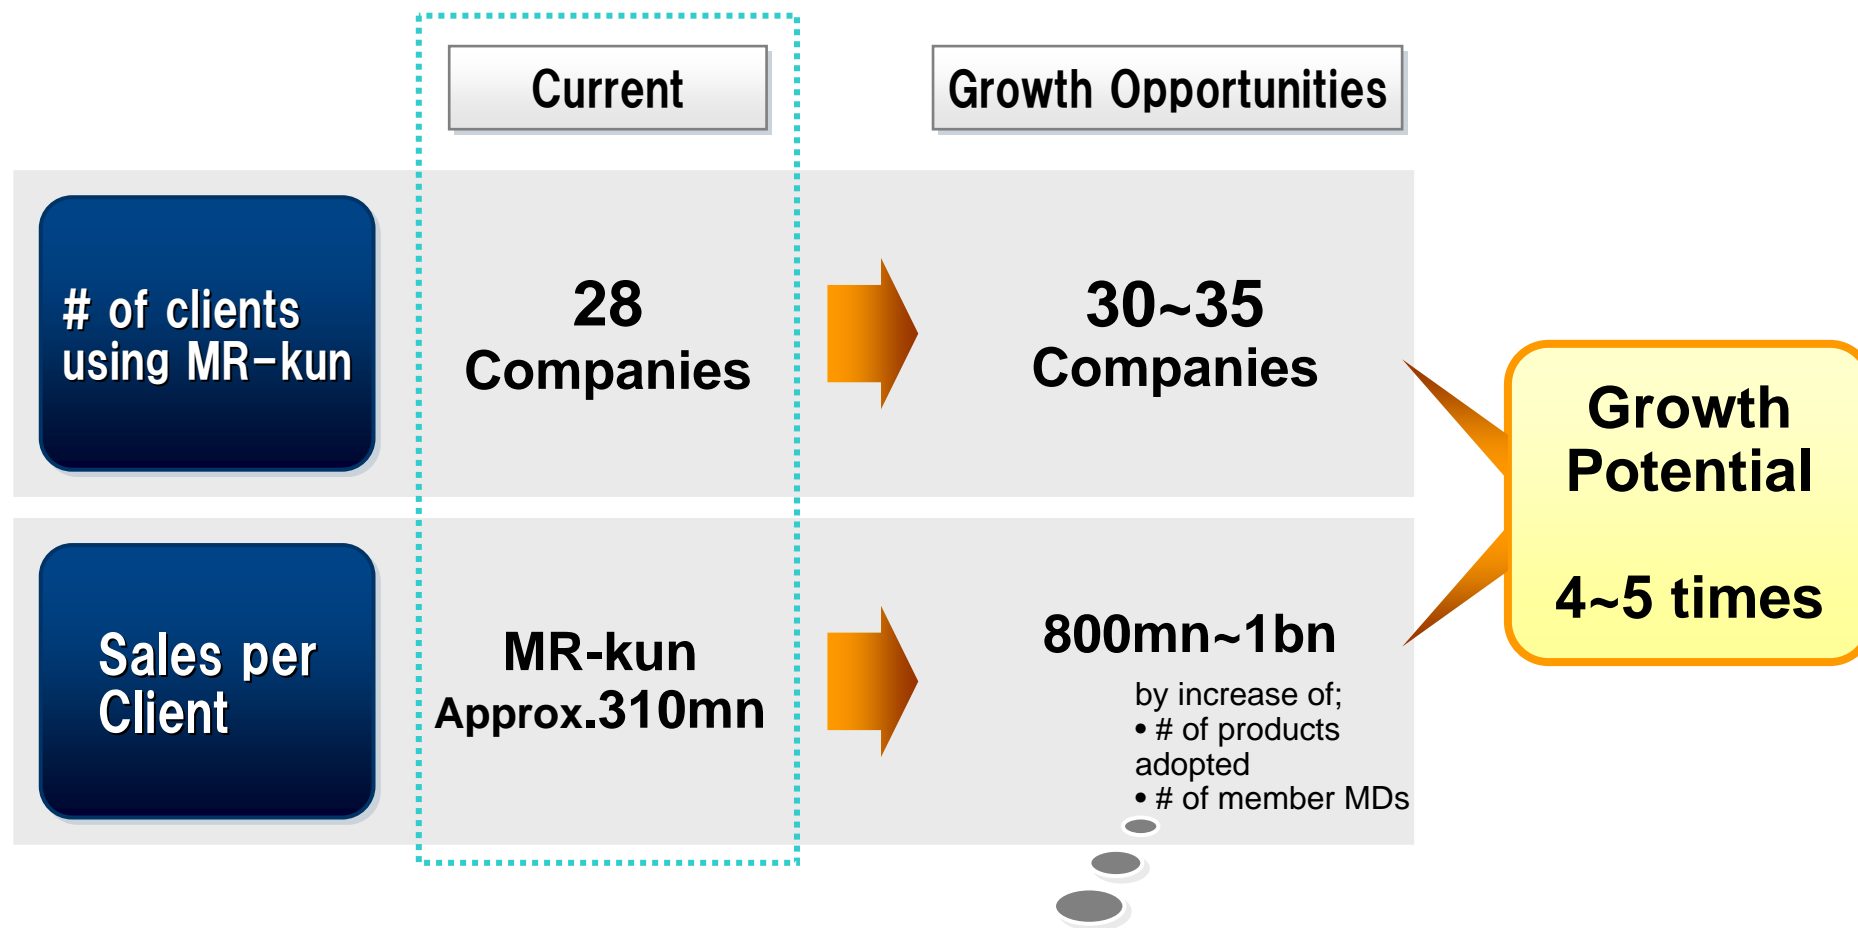 Current
Growth Opportunities
# of clients
using MR-kun
28
Companies
30~35
Companies
Growth
Potential
4~5 times
Sales per
Client
MR-kun
Approx.310mn
800mn~1bn
by increase of;
• # of products
adopted
• # of member MDs